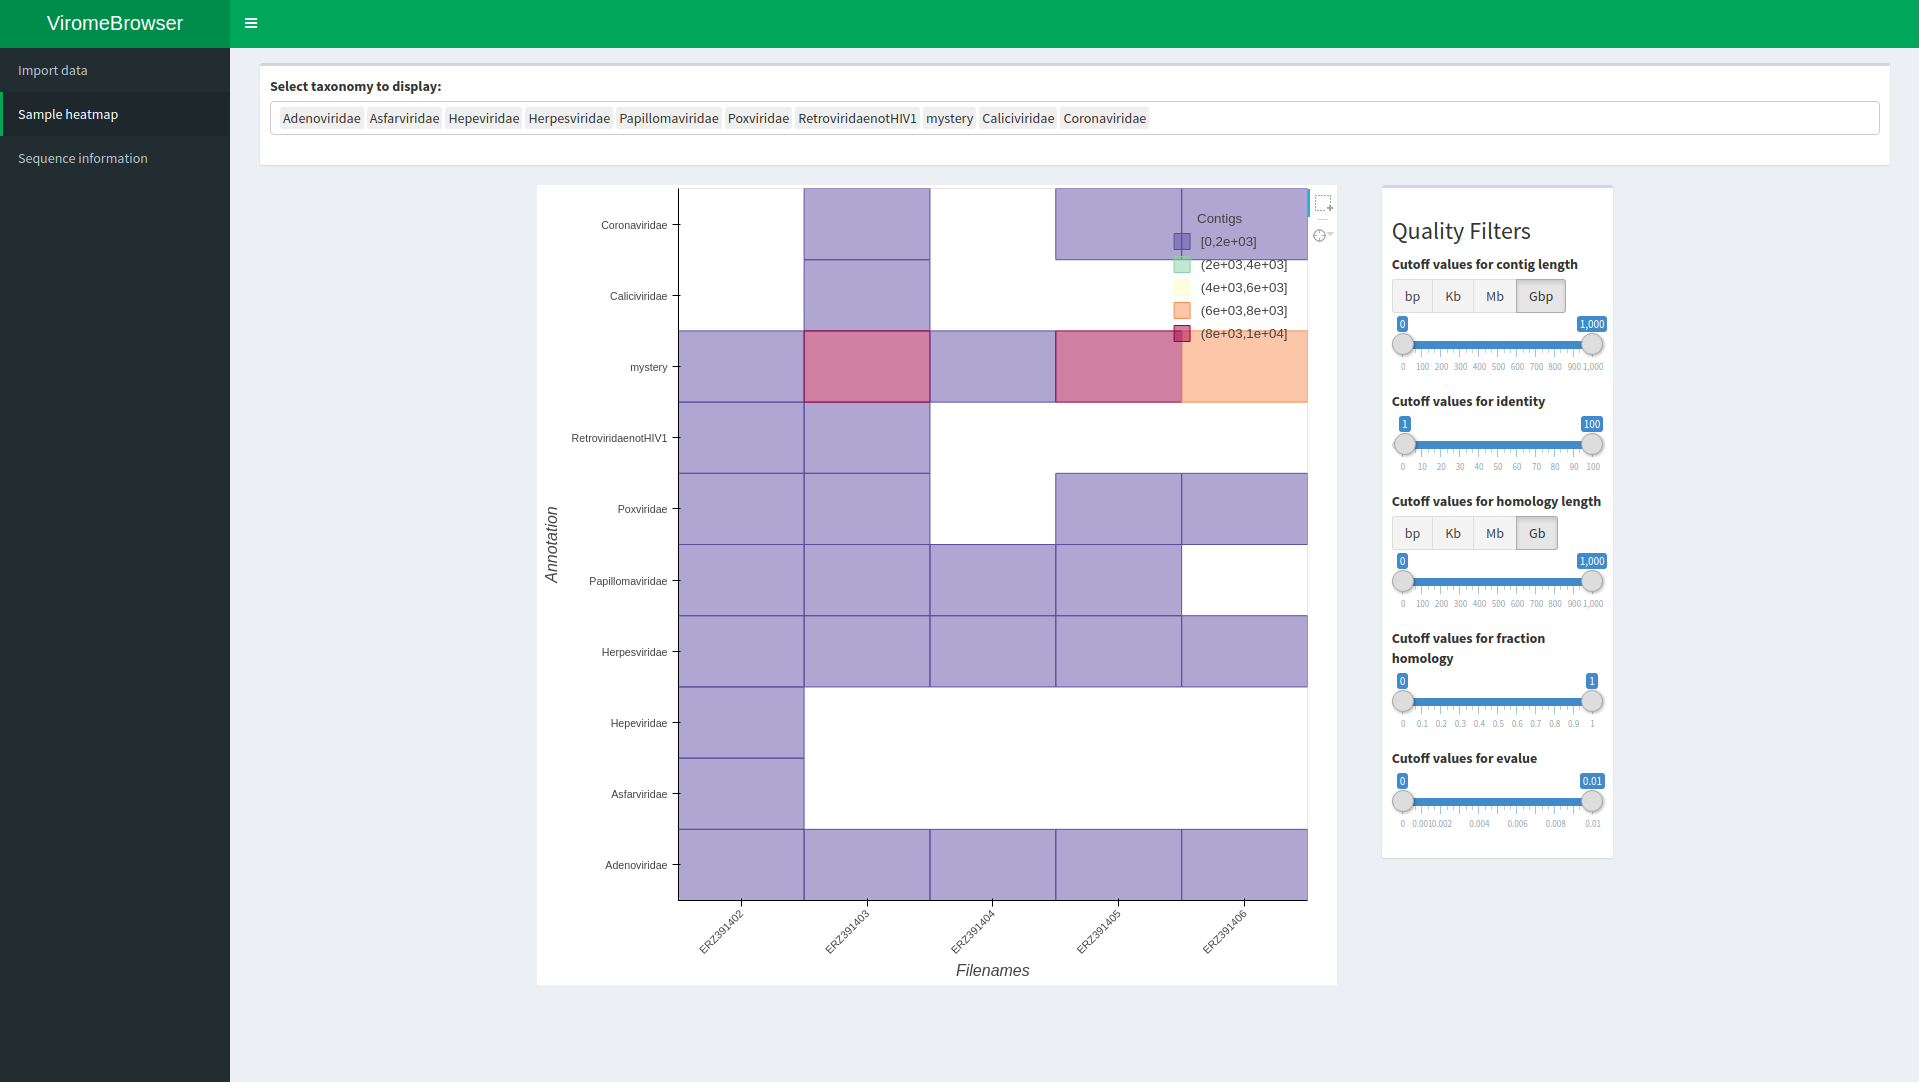 ViromeBrowser
Import data
Sample heatmap
Sequence information
Select taxonomy to display:
Adenoviridae Asfarviridae Hepeviridae Herpesviridae Papillomaviridae Poxviridae RetroviridaenotHIV1 mystery Caliciviridae Coronaviridae
Annotation
Coronaviridae
Caliciviridae
mystery
RetroviridaenotHIV1
Poxviridae
Papillomaviridae
Herpesviridae
Hepeviridae
Asfarviridae
Adenoviridae
Contigs
[0,2e+03]
(2e+03,4e+03]
(4e+03,6e+03]
(6e+03,8e+03]
(8e+03,1e+04]
ERZ391402 ERZ391403 ERZ391404 ERZ391405 ERZ391406
Filenames
Quality Filters
Cutoff values for contig length
bp Kb Mb Gbp
0 1,000
0 100 200 300 400 500 600 700 800 900 1,000
Cutoff values for identity
1 100
0 10 20 30 40 50 60 70 80 90 100
Cutoff values for homology length
bp Kb Mb Gb
0 1,000
0 100 200 300 400 500 600 700 800 900 1,000
Cutoff values for fraction
homology
0 1
0 0.1 0.2 0.3 0.4 0.5 0.6 0.7 0.8 0.9 1
Cutoff values for evalue
0 0.01
0 0.001 0.002 0.004 0.006 0.008 0.01